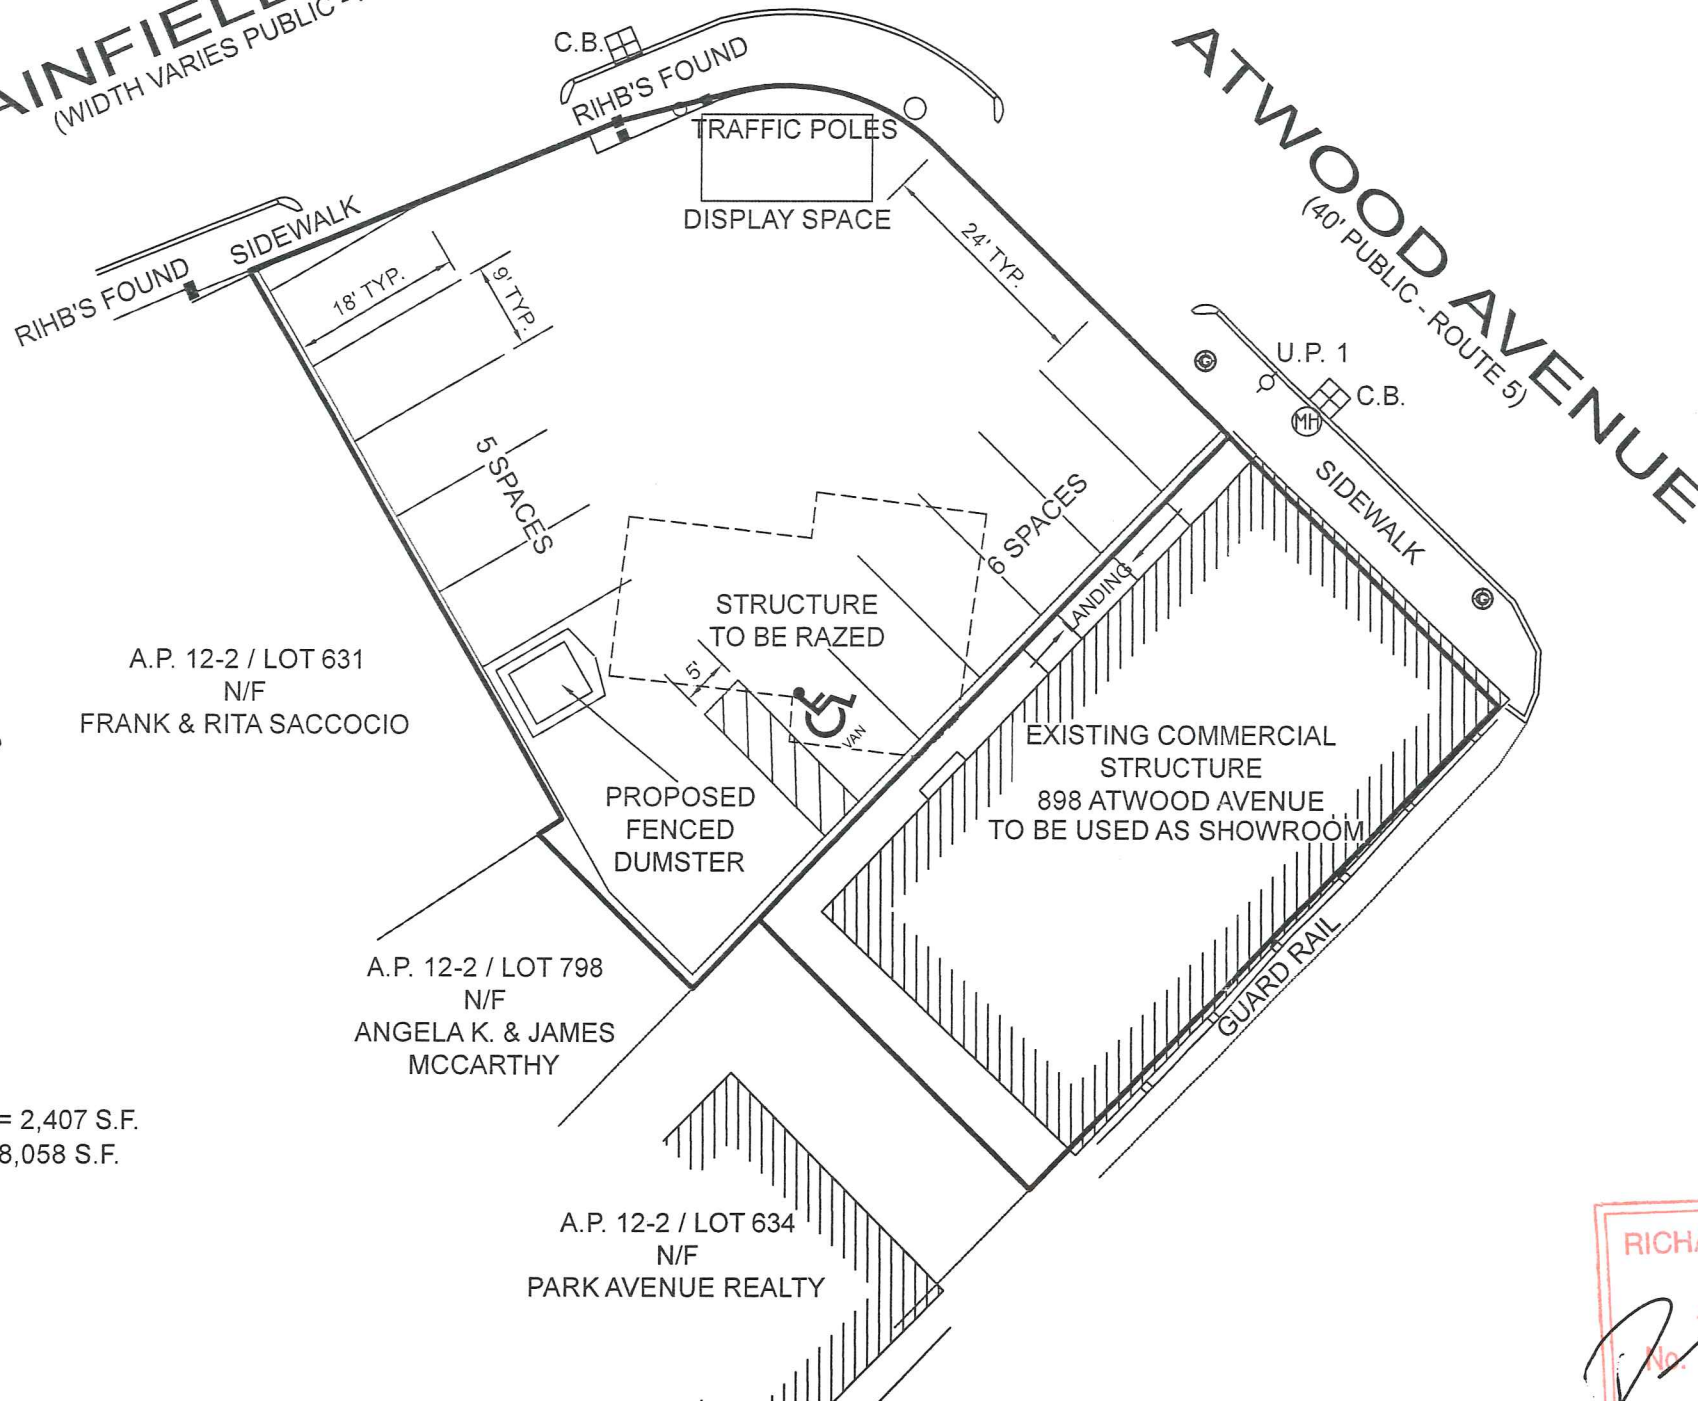 AINFIELD
(WIDTH VARIES PUBLIC -
C.B.
RIHB'S FOUND
TRAFFIC POLES
DISPLAY SPACE
ATWOOD AVENUE
(40' PUBLIC - ROUTE 5)
SIDEWALK
RIHB'S FOUND
18' TYP.
9' TYP.
24' TYP.
U.P. 1
C.B.
G
MH
SIDEWALK
G
5 SPACES
6 SPACES
LANDING
STRUCTURE
TO BE RAZED
5'
VAN
A.P. 12-2 / LOT 631
N/F
FRANK & RITA SACCOCIO
EXISTING COMMERCIAL
STRUCTURE
898 ATWOOD AVENUE
TO BE USED AS SHOWROOM
PROPOSED
FENCED
DUMSTER
GUARD RAIL
A.P. 12-2 / LOT 798
N/F
ANGELA K. & JAMES
MCCARTHY
= 2,407 S.F.
8,058 S.F.
A.P. 12-2 / LOT 634
N/F
PARK AVENUE REALTY
RICHA
No.